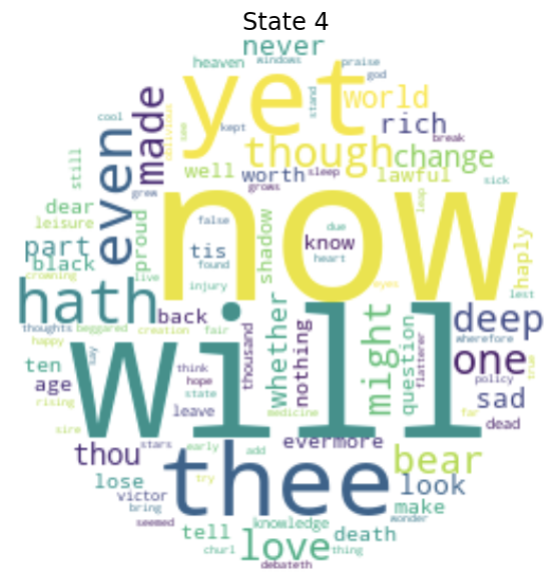 State 4
never
heaven windows praise
god
yet
cool made even
oblivious see kept stand
world
rich
break
though change
still well worth sleep lawful
grows sick
grew
now
dear
leisure proud
false due leap
part tis shadow know haply
black found heart
crowning live
injury eyes lest
hath back whether might question deep
thoughts beggared creation fair thousand nothing flatterer wherefore
happy
will
say one true
ten think
age hope policy
rising state sad
leave medicine far
sire dead
thou stars early add evermore
thee bear
lose try look
victor make
bring wonder
seemed knowledge
tell death
churl love thing
debateth